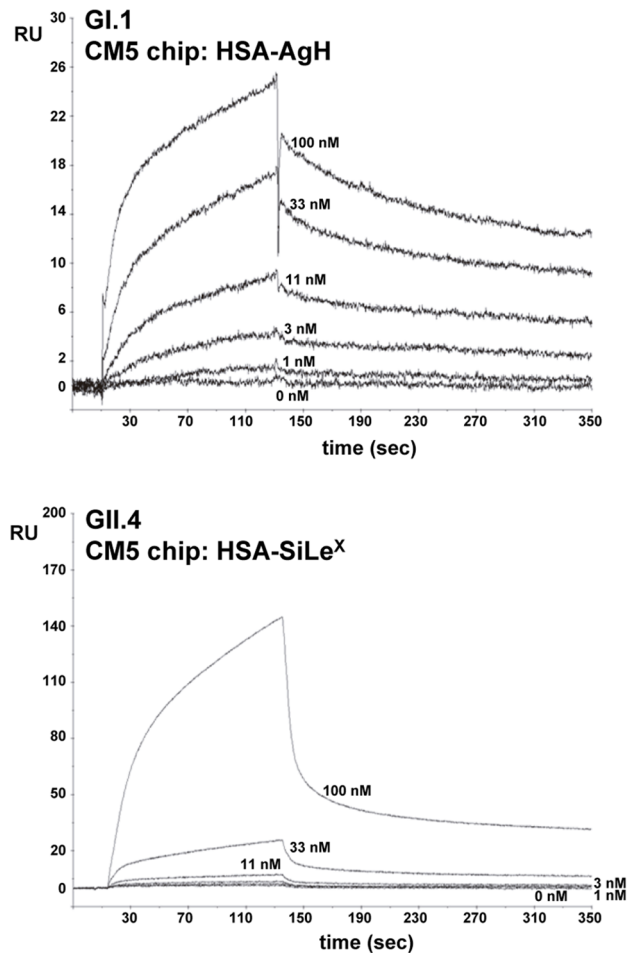 GI.1
RU
CM5 chip: HSA-AgH
30
26
22
18
14
10
6
2
0
100 nM
33 nM
11 nM
3 nM
1 nM
0 nM
30 70 110 150 190 230 270 310 350
time (sec)
GII.4
RU
CM5 chip: HSA-SiLeX
200
170
140
110
80
50
20
0
100 nM
33 nM
11 nM
3 nM
0 nM 1 nM
30 70 110 150 190 230 270 310 350
time (sec)